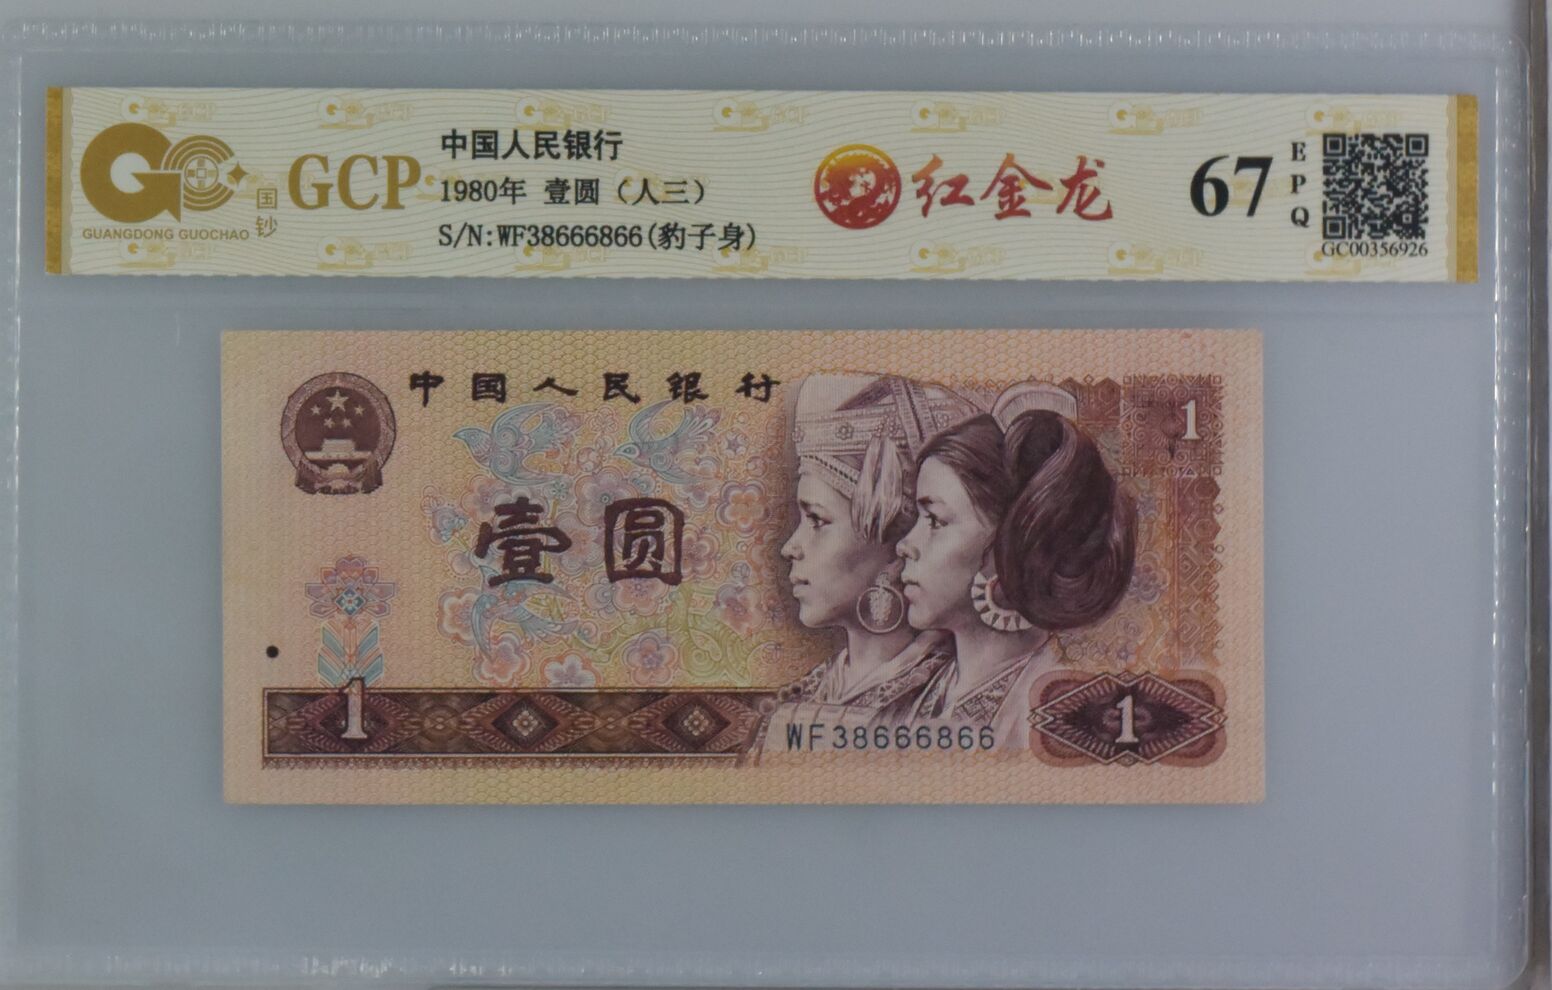 GUANGDONG GUOCHAO
国钞
GCP
中国人民银行
1980年 壹圆（人三）
S/N:WF38666866(豹子身)
红金龙
67
EPQ
GC00356926
中国人民银行
1
壹圆
1
WF38666866
1